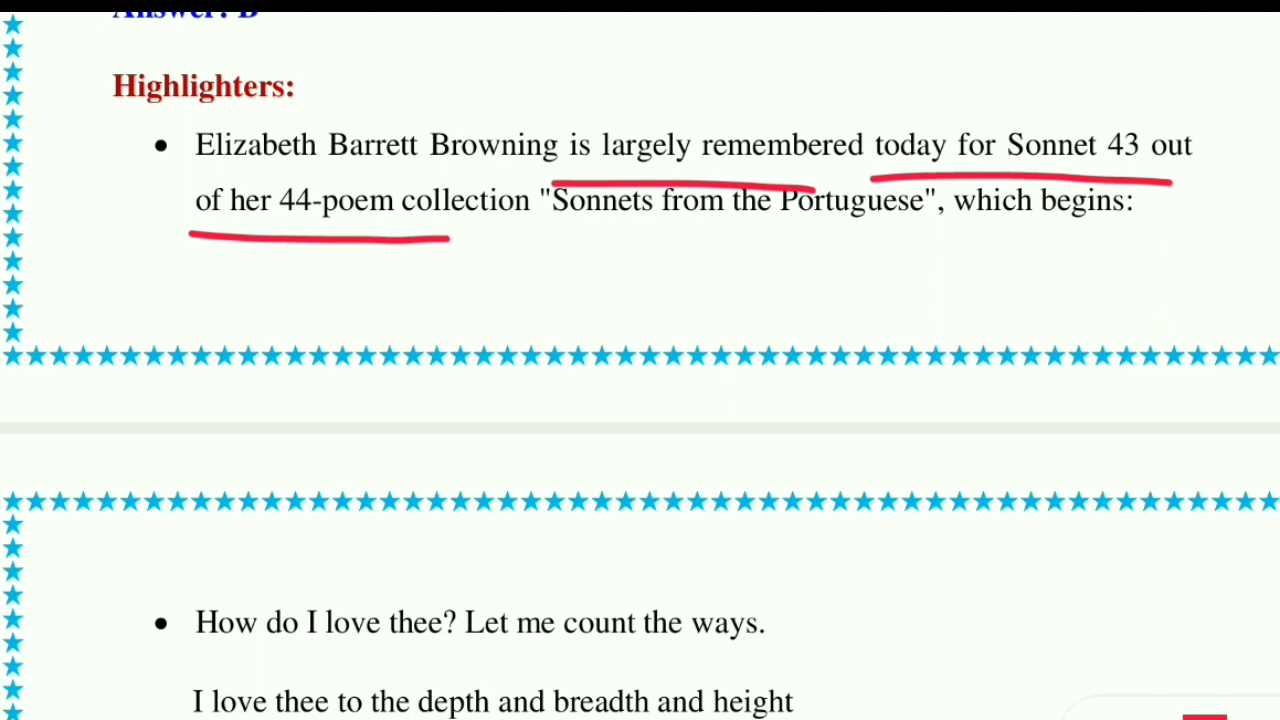 Answer: B
Highlighters:
• Elizabeth Barrett Browning is largely remembered today for Sonnet 43 out
of her 44-poem collection "Sonnets from the Portuguese", which begins:
• How do I love thee? Let me count the ways.
I love thee to the depth and breadth and height